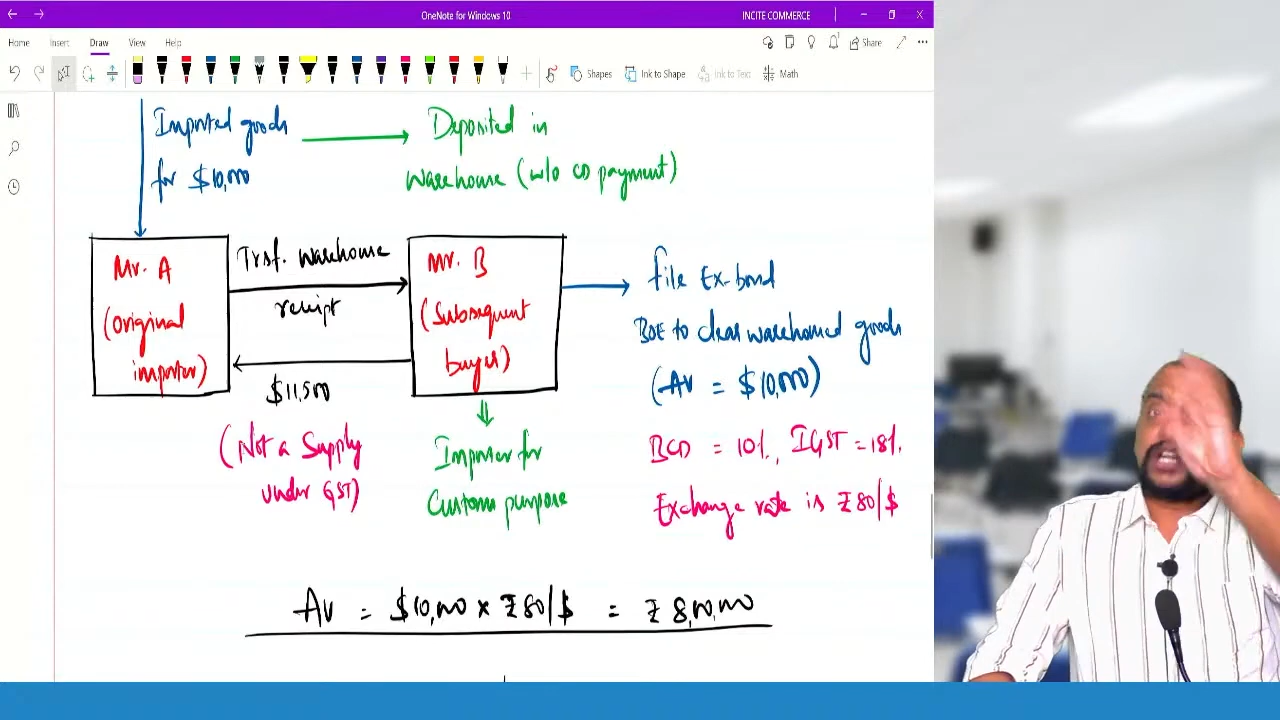 OneNote for Windows 10
INCITE COMMERCE
Home Insert Draw View Help
Share
Shapes Ink to Shape Ink to Text Math
Imported goods
for $10,000
Deposited in
warehouse (w/o CD payment)
Mr. A
(original
importer)
Trsf. warehouse
receipt
$11,500
(Not a supply
under GST)
Mr. B
(Subsequent
buyer)
Importer for
Custom purpose
File Ex-bond
BOE to clear warehoused goods
(AV = $10,000)
BCD = 10%, IGST = 18%.
Exchange rate is ₹80/$
AV = $10,000 x ₹80/$ = ₹8,00,000